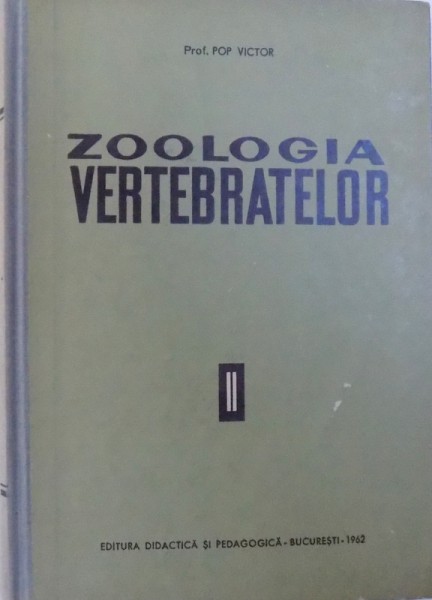 Prof. POP VICTOR
ZOOLOGIA
VERTEBRATELOR
II
EDITURA DIDACTICĂ ȘI PEDAGOGICĂ - BUCUREȘTI - 1962